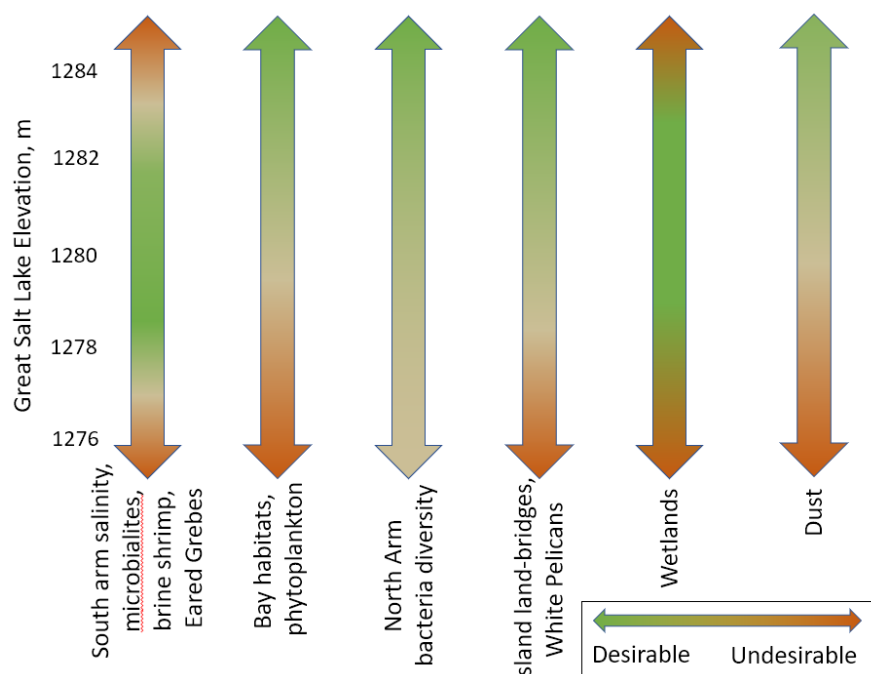 Great Salt Lake Elevation, m
1284
1282
1280
1278
1276
South arm salinity,
microbialites,
brine shrimp,
Eared Grebes
Bay habitats,
phytoplankton
North Arm
bacteria diversity
sland land-bridges,
White Pelicans
Wetlands
Dust
Desirable Undesirable